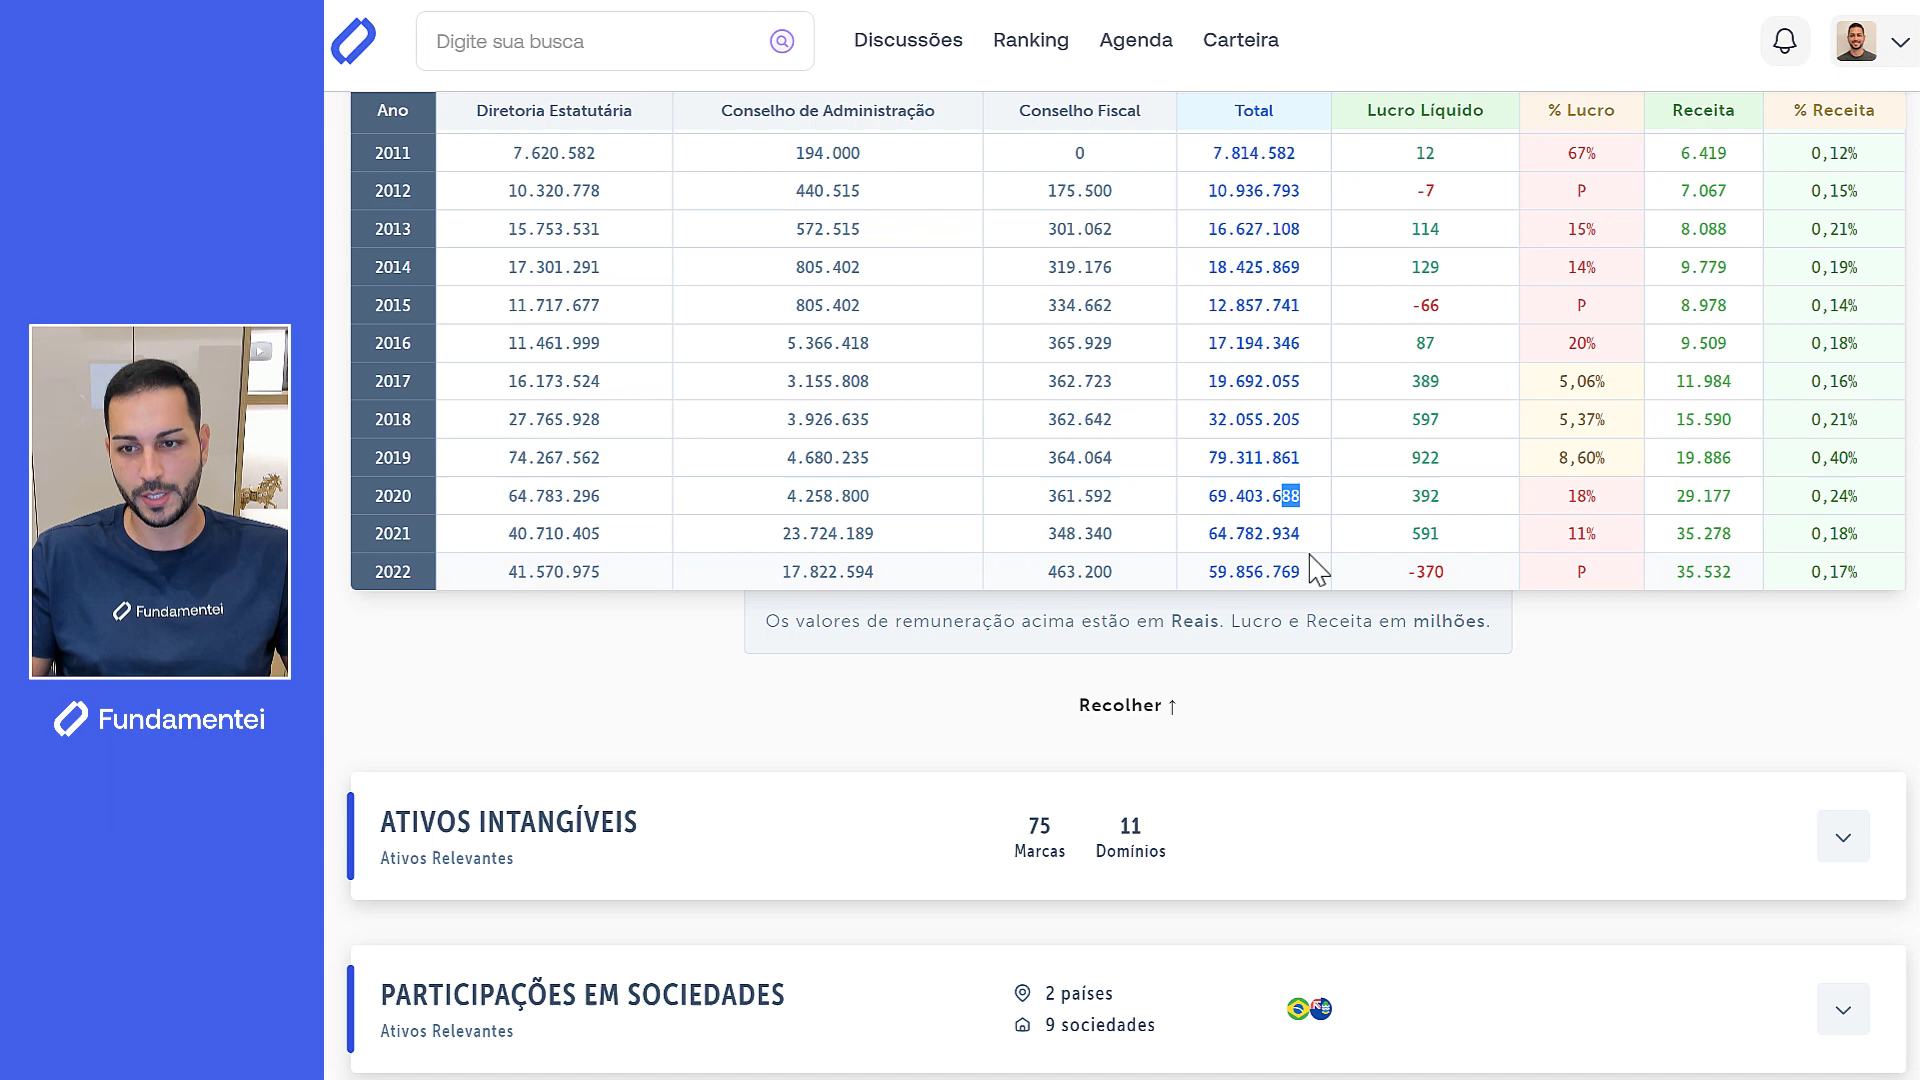 Digite sua busca
Discussões Ranking Agenda Carteira
Ano Diretoria Estatutária Conselho de Administração Conselho Fiscal Total Lucro Líquido % Lucro Receita % Receita
2011 7.620.582 194.000 0 7.814.582 12 67% 6.419 0,12%
2012 10.320.778 440.515 175.500 10.936.793 -7 P 7.067 0,15%
2013 15.753.531 572.515 301.062 16.627.108 114 15% 8.088 0,21%
2014 17.301.291 805.402 319.176 18.425.869 129 14% 9.779 0,19%
2015 11.717.677 805.402 334.662 12.857.741 -66 P 8.978 0,14%
2016 11.461.999 5.366.418 365.929 17.194.346 87 20% 9.509 0,18%
2017 16.173.524 3.155.808 362.723 19.692.055 389 5,06% 11.984 0,16%
2018 27.765.928 3.926.635 362.642 32.055.205 597 5,37% 15.590 0,21%
2019 74.267.562 4.680.235 364.064 79.311.861 922 8,60% 19.886 0,40%
2020 64.783.296 4.258.800 361.592 69.403.688 392 18% 29.177 0,24%
2021 40.710.405 23.724.189 348.340 64.782.934 591 11% 35.278 0,18%
2022 41.570.975 17.822.594 463.200 59.856.769 -370 P 35.532 0,17%
Os valores de remuneração acima estão em Reais. Lucro e Receita em milhões.
Recolher ↑
ATIVOS INTANGÍVEIS
Ativos Relevantes
75 11
Marcas Domínios
PARTICIPAÇÕES EM SOCIEDADES
Ativos Relevantes
2 países
9 sociedades
Fundamentei
Fundamentei